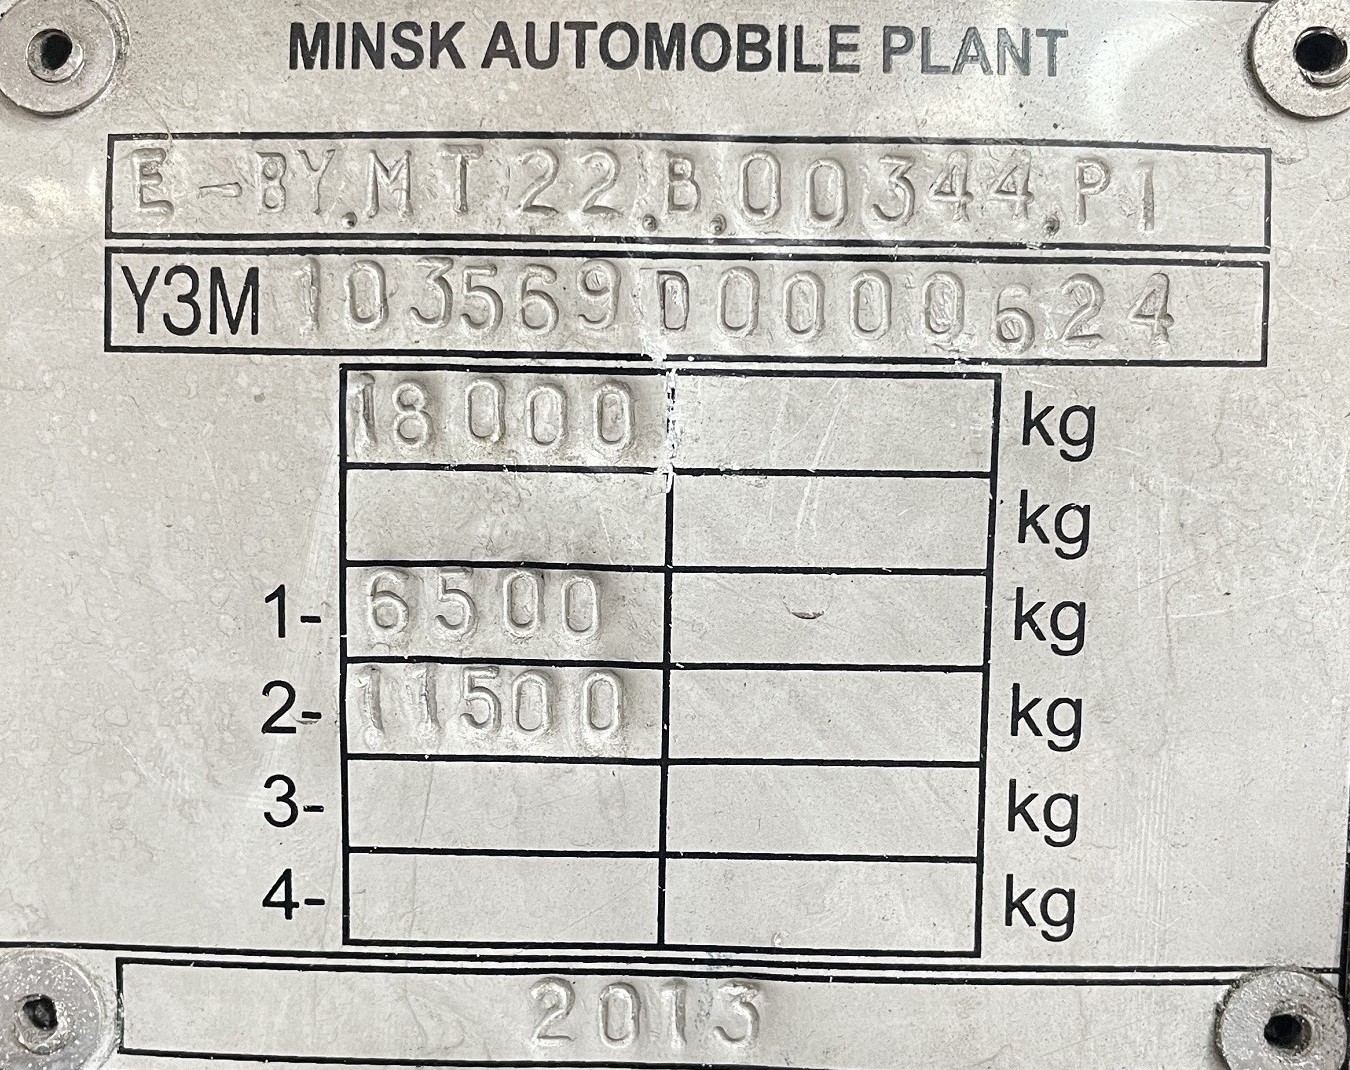 MINSK AUTOMOBILE PLANT
E-BY.MT22.B.00344.P1
Y3M103569D0000624
18000 kg
kg
1- 6500 kg
2- 11500 kg
3- kg
4- kg
2013